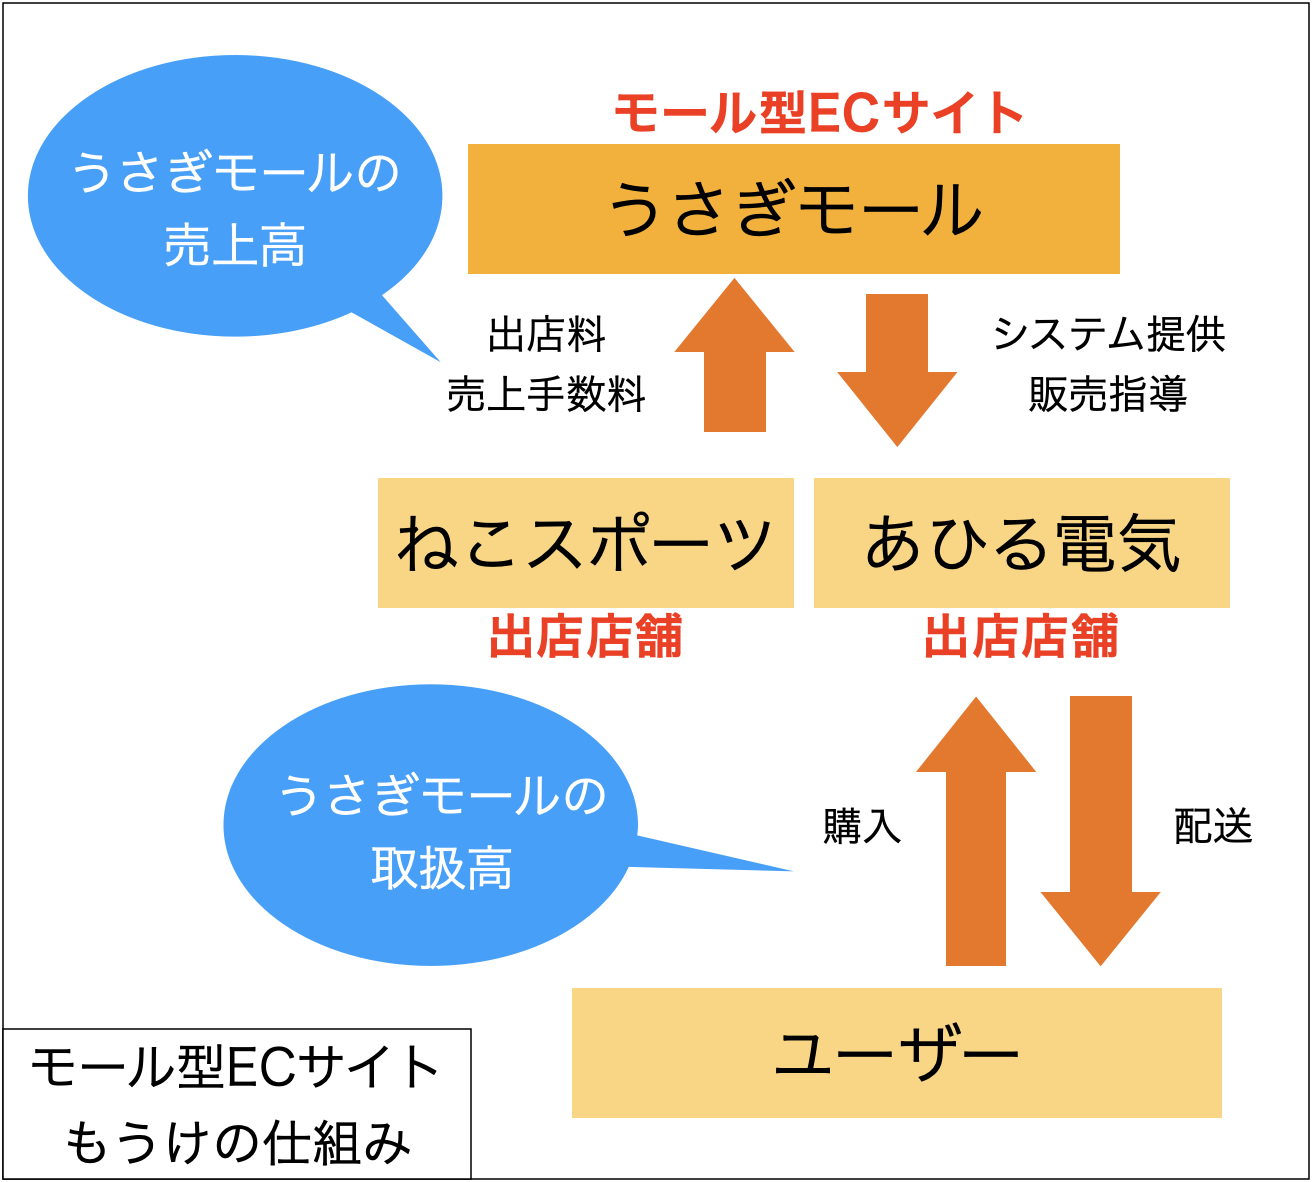 うさぎモールの
売上高
モール型ECサイト
うさぎモール
出店料
売上手数料
システム提供
販売指導
ねこスポーツ
あひる電気
出店店舗
出店店舗
うさぎモールの
取扱高
購入
配送
ユーザー
モール型ECサイト
もうけの仕組み